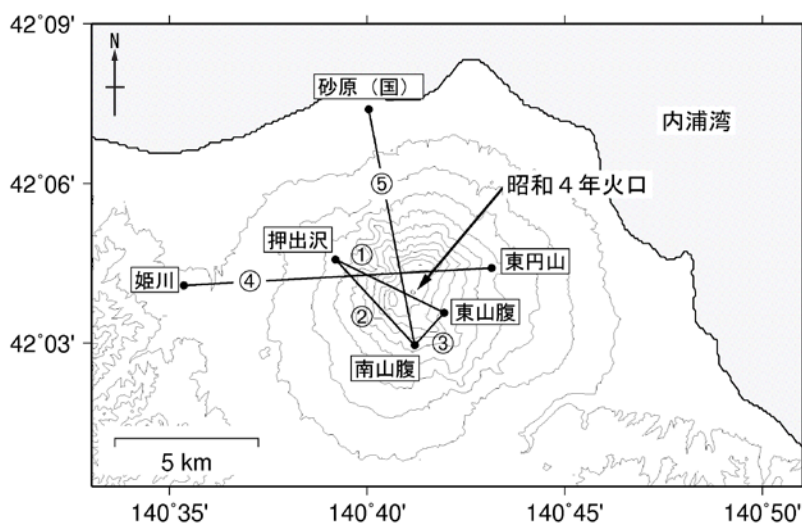 42°09'
N
砂原（国）
内浦湾
42°06'
⑤
昭和４年火口
押出沢
①
東円山
姫川
④
②
東山腹
42°03'
③
南山腹
5 km
140°35'
140°40'
140°45'
140°50'